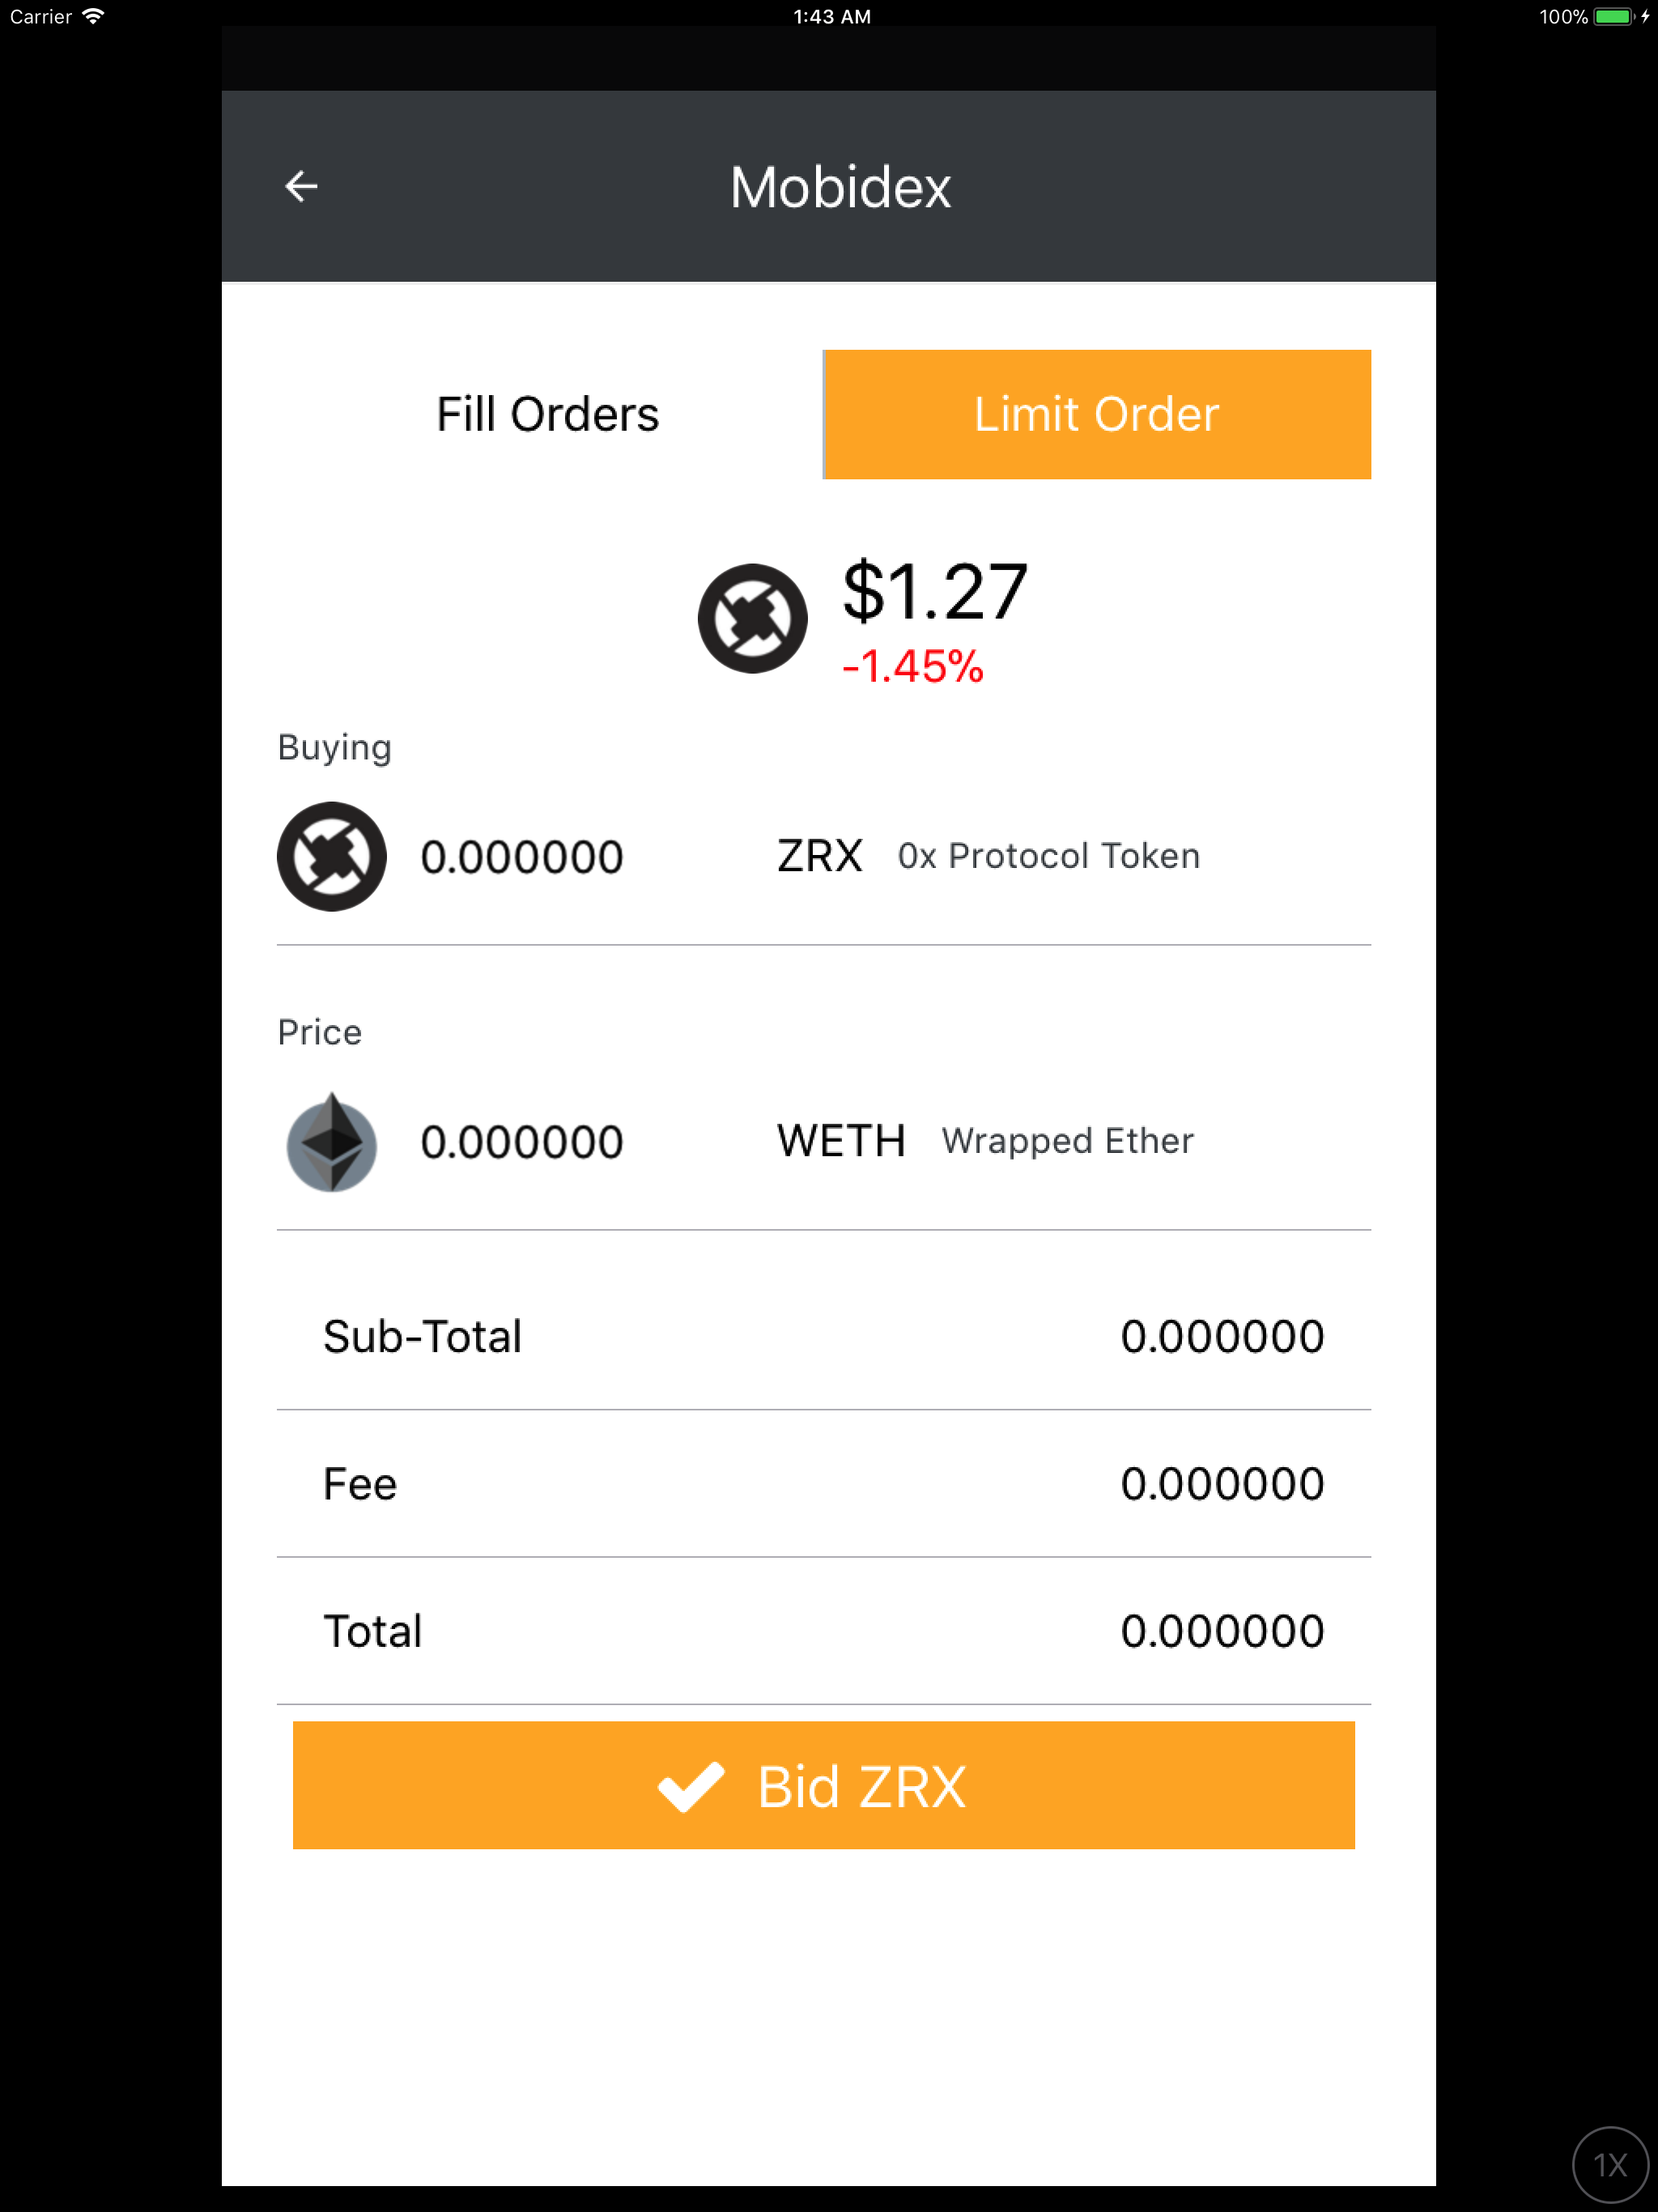 Carrier 1:43 AM 100%
Mobidex
Fill Orders Limit Order
$1.27
-1.45%
Buying
0.000000 ZRX 0x Protocol Token
Price
0.000000 WETH Wrapped Ether
Sub-Total 0.000000
Fee 0.000000
Total 0.000000
Bid ZRX
1X